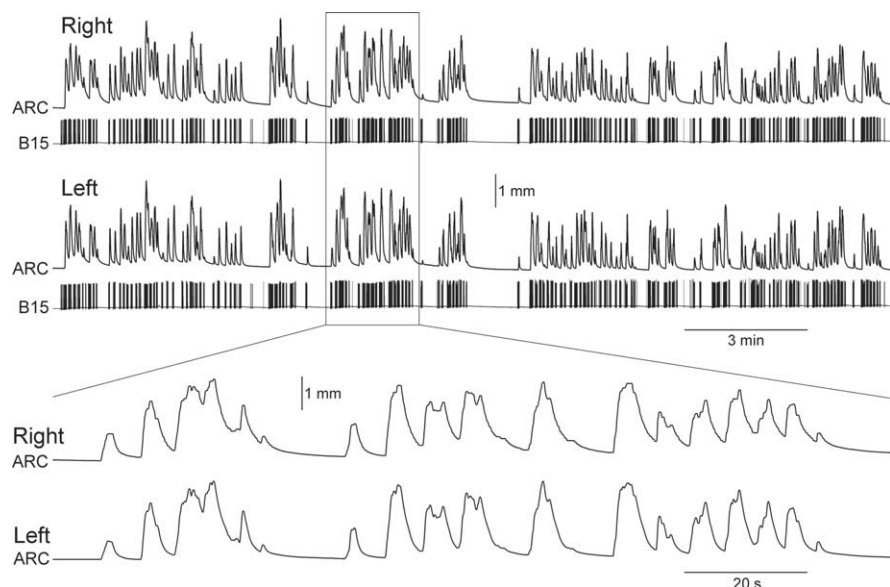 Right
ARC
B15
Left
1 mm
ARC
B15
3 min
1 mm
Right
ARC
Left
ARC
20 s